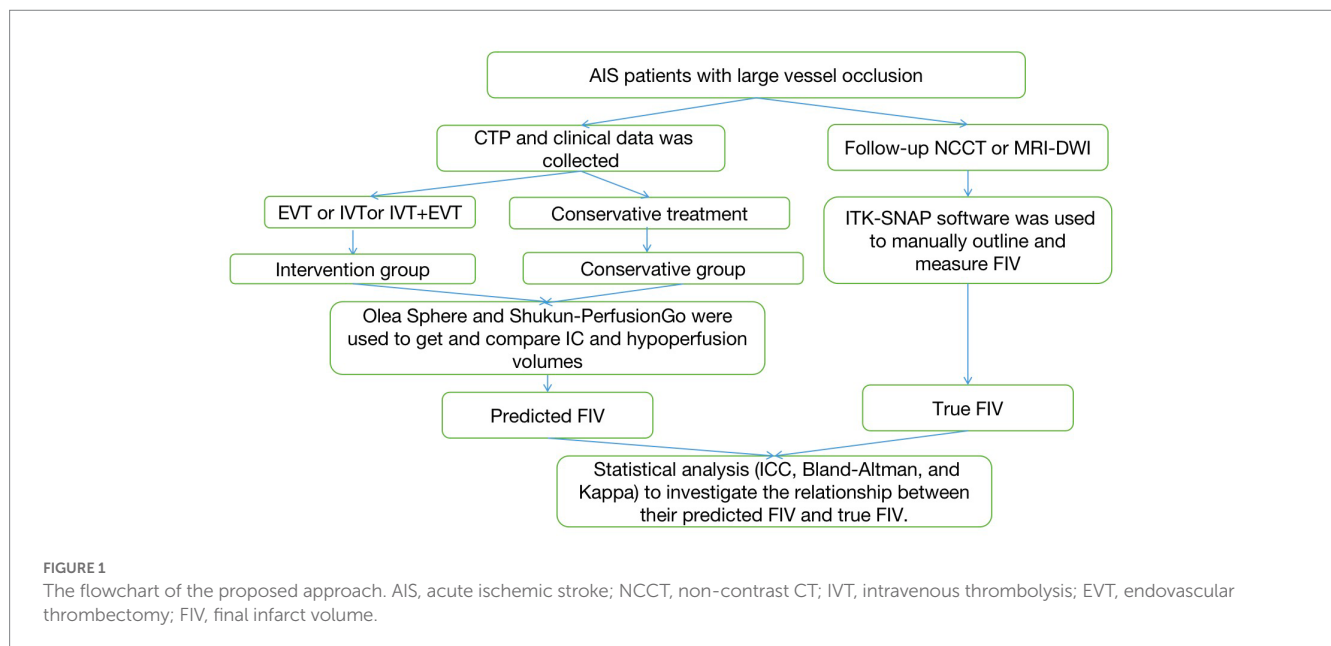 AIS patients with large vessel occlusion
CTP and clinical data was
collected
Follow-up NCCT or MRI-DWI
EVT or IVTor IVT+EVT
Conservative treatment
ITK-SNAP software was used
to manually outline and
measure FIV
Intervention group
Conservative group
Olea Sphere and Shukun-PerfusionGo were
used to get and compare IC and hypoperfusion
volumes
Predicted FIV
True FIV
Statistical analysis (ICC, Bland-Altman, and
Kappa) to investigate the relationship between
their predicted FIV and true FIV.
FIGURE 1
The flowchart of the proposed approach. AIS, acute ischemic stroke; NCCT, non-contrast CT; IVT, intravenous thrombolysis; EVT, endovascular
thrombectomy; FIV, final infarct volume.